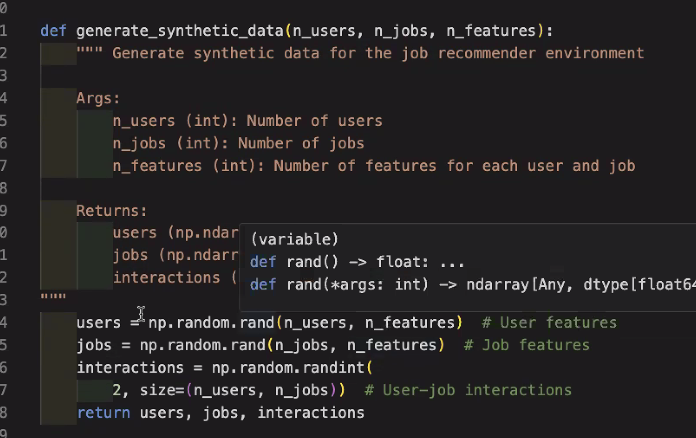 0
1 def generate_synthetic_data(n_users, n_jobs, n_features):
2 """ Generate synthetic data for the job recommender environment
3
4 Args:
5 n_users (int): Number of users
6 n_jobs (int): Number of jobs
7 n_features (int): Number of features for each user and job
8
9 Returns:
0 users (np.ndar
1 jobs (np.ndarr
2 interactions (
(variable)
def rand() -> float: ...
def rand(*args: int) -> ndarray[Any, dtype[float64
3 """
4 users = np.random.rand(n_users, n_features) # User features
5 jobs = np.random.rand(n_jobs, n_features) # Job features
6 interactions = np.random.randint(
7 2, size=(n_users, n_jobs)) # User-job interactions
8 return users, jobs, interactions
9